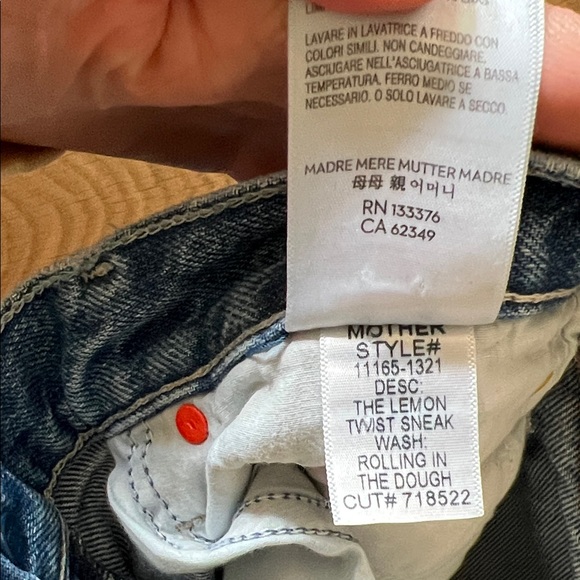 LAVARE IN LAVATRICE A FREDDO CON
COLORI SIMILI. NON CANDEGGIARE.
ASCIUGARE NELL'ASCIUGATRICE A BASSA
TEMPERATURA. FERRO MEDIO SE
NECESSARIO. O SOLO LAVARE A SECCO.
MADRE MERE MUTTER MADRE
母母 親 어머니
RN 133376
CA 62349
MOTHER
STYLE#
11165-1321
DESC:
THE LEMON
TWIST SNEAK
WASH:
ROLLING IN
THE DOUGH
CUT# 718522